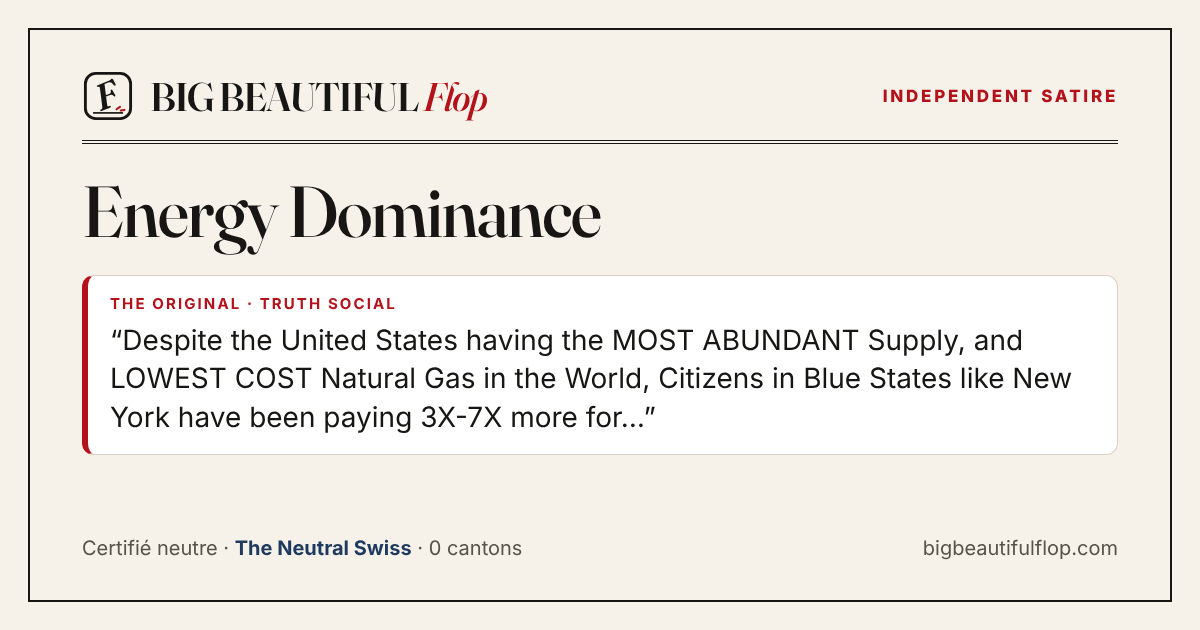 F
BIG BEAUTIFUL Flop
INDEPENDENT SATIRE
Energy Dominance
THE ORIGINAL · TRUTH SOCIAL
“Despite the United States having the MOST ABUNDANT Supply, and
LOWEST COST Natural Gas in the World, Citizens in Blue States like New
York have been paying 3X-7X more for…”
Certifié neutre · The Neutral Swiss · 0 cantons
bigbeautifulflop.com